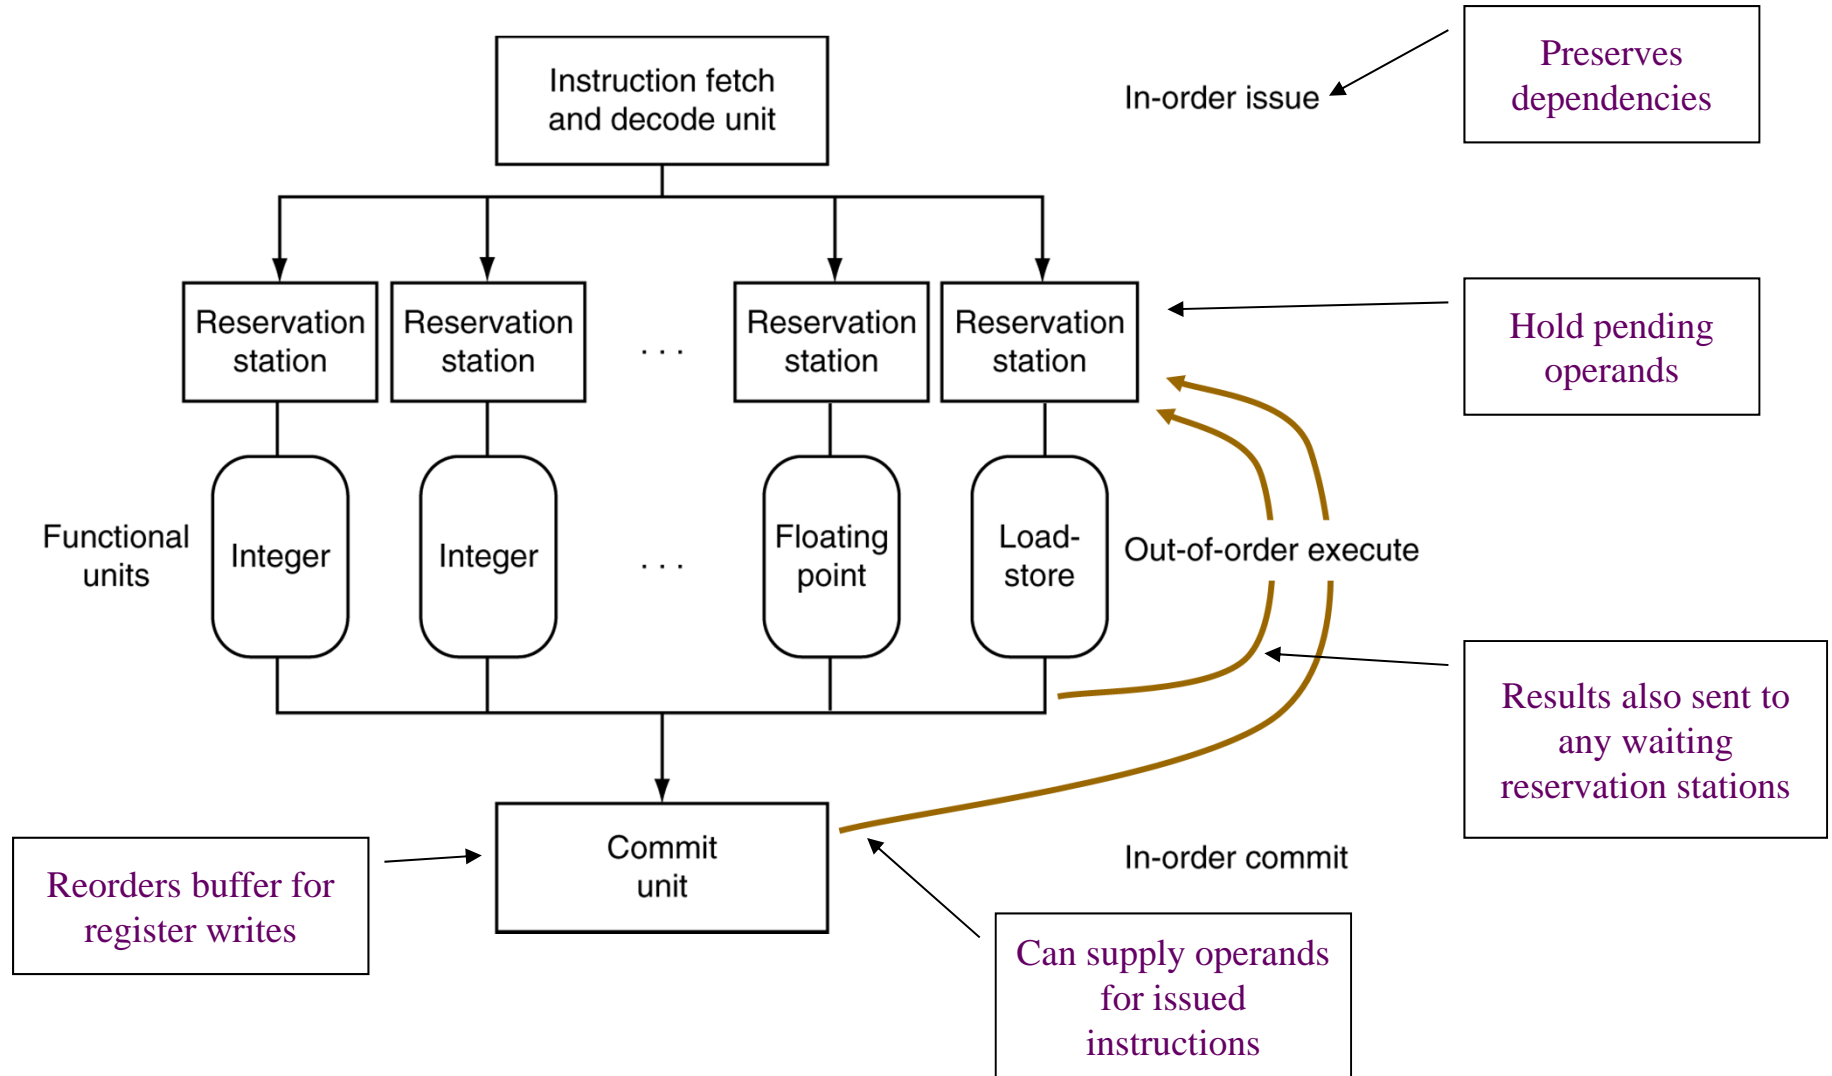 Instruction fetch
and decode unit
In-order issue
Preserves
dependencies
Reservation
station
Reservation
station
. . .
Reservation
station
Reservation
station
Hold pending
operands
Functional
units
Integer
Integer
. . .
Floating
point
Load-
store
Out-of-order execute
Results also sent to
any waiting
reservation stations
Commit
unit
In-order commit
Reorders buffer for
register writes
Can supply operands
for issued
instructions